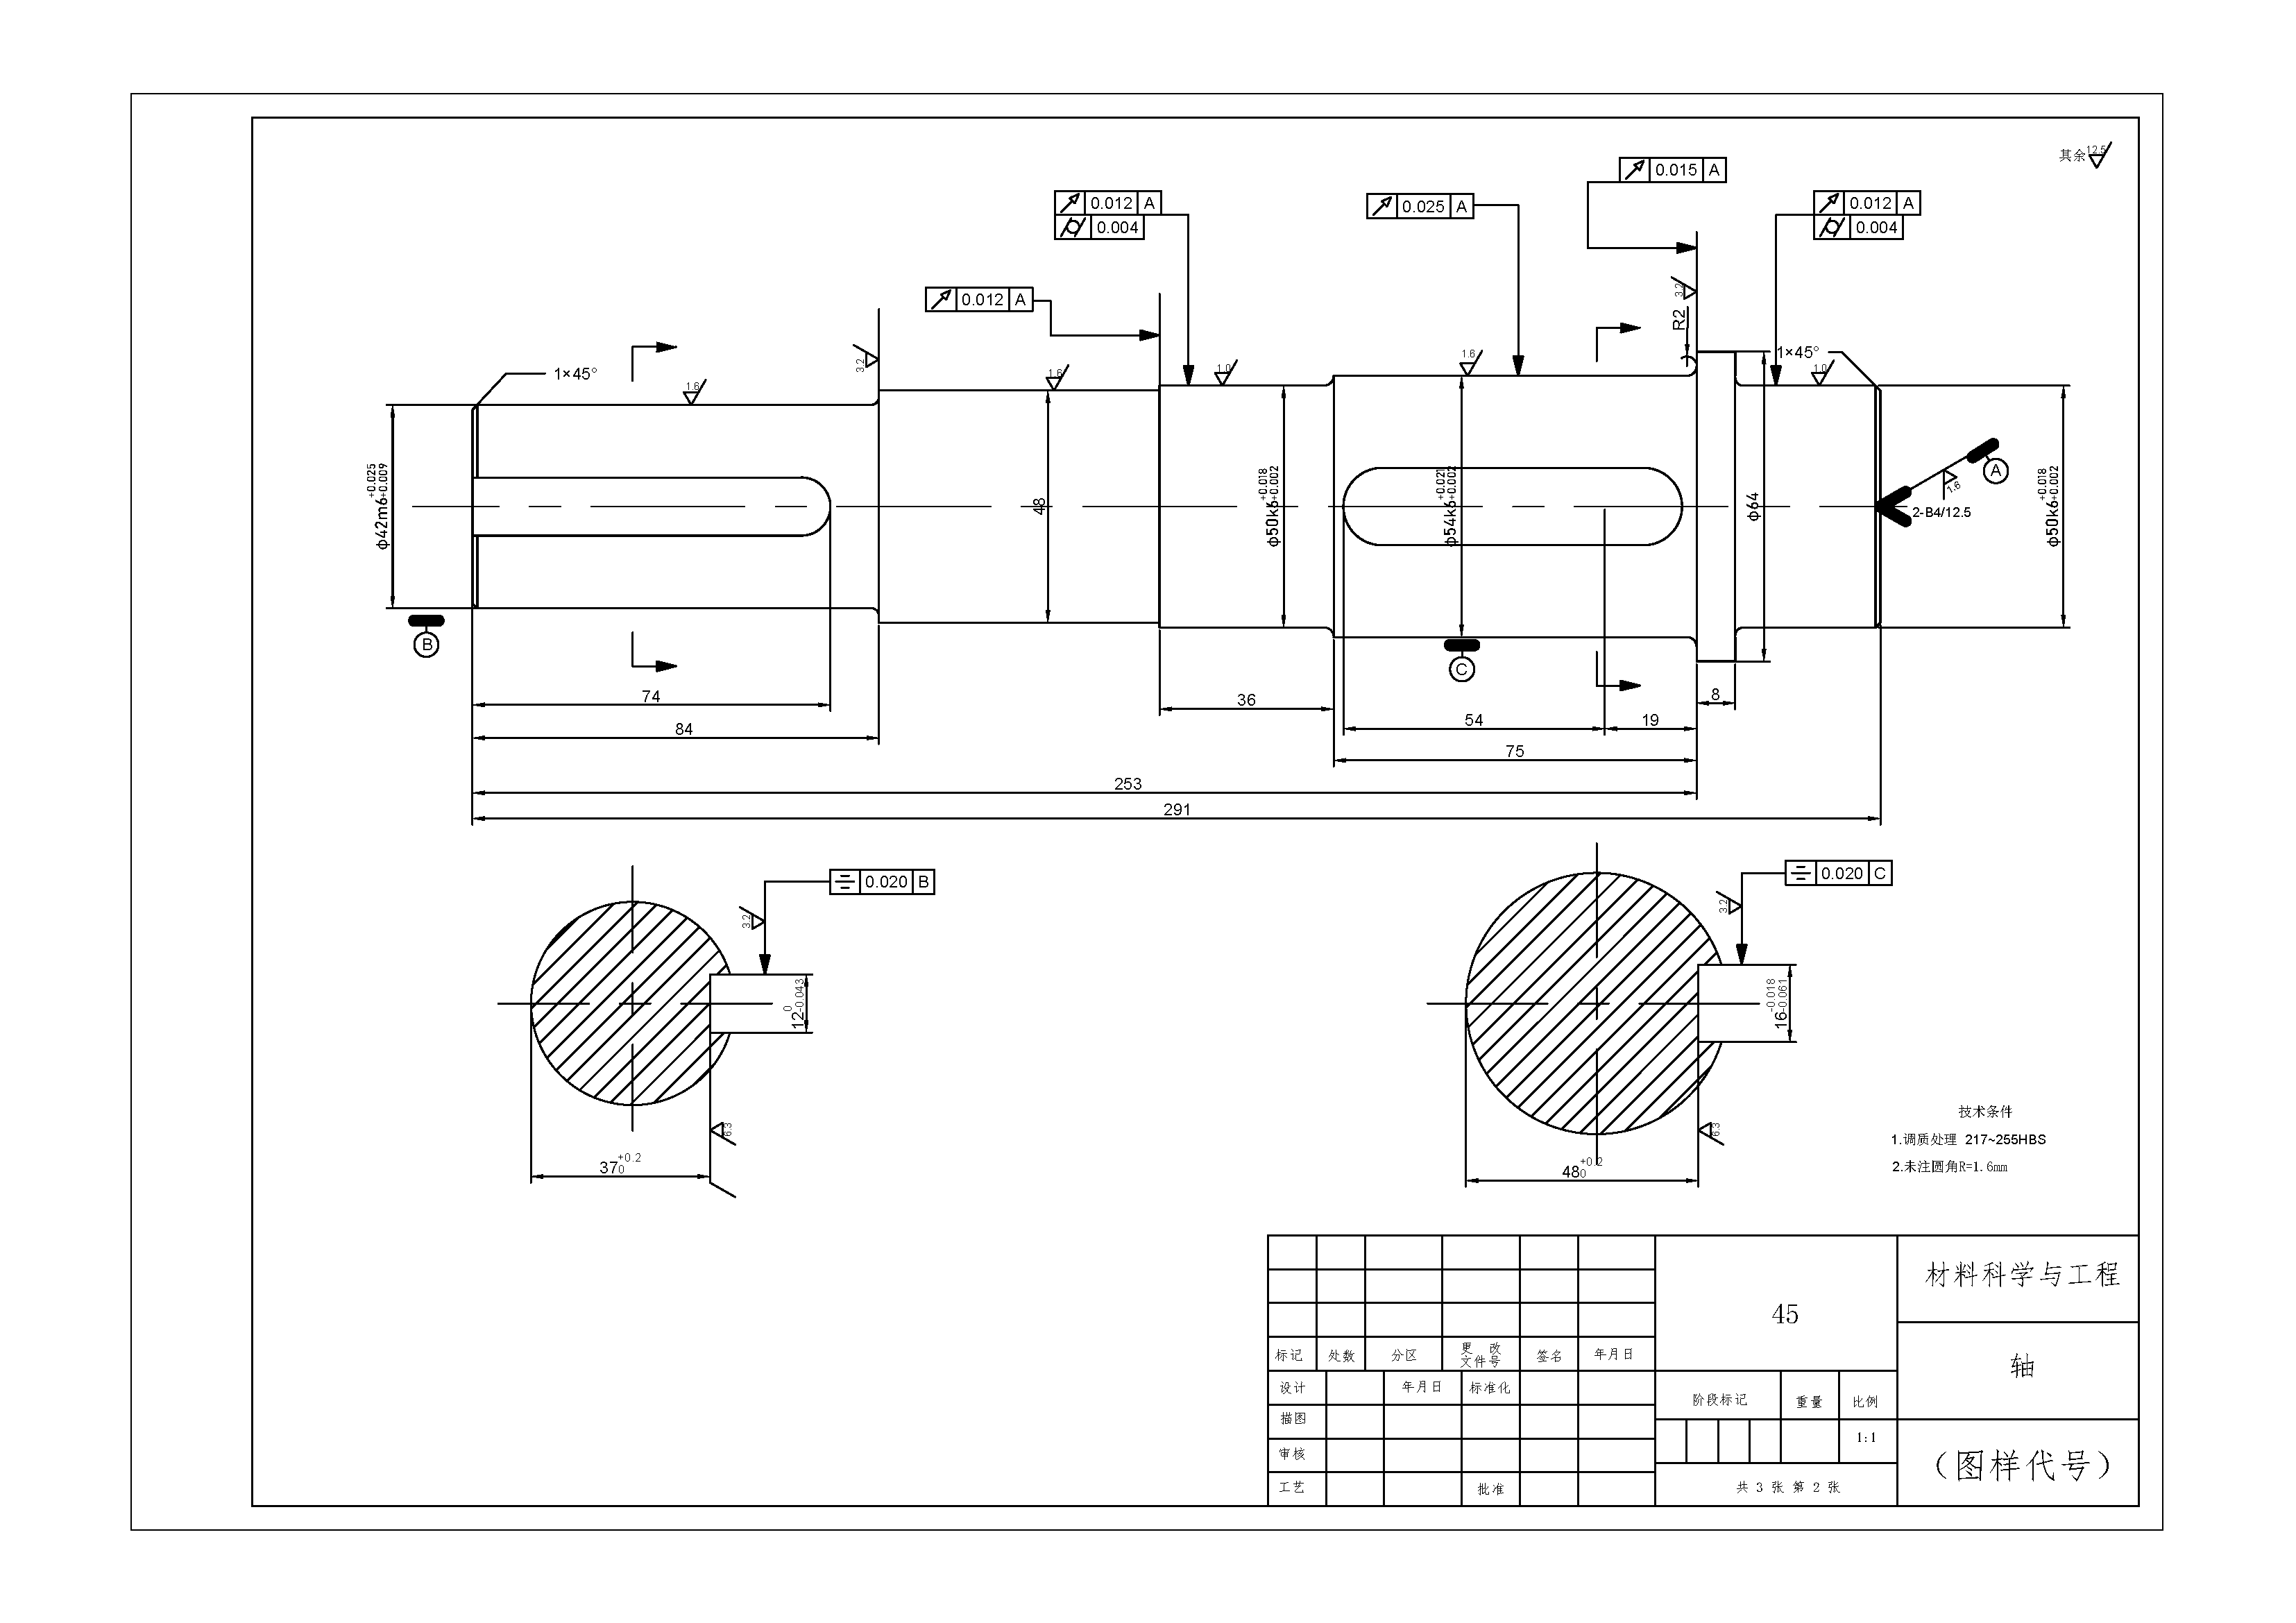 其余 12.5
0.015 A
0.012 A
0.004
0.025 A
0.012 A
0.004
0.012 A
3.2
R2
1×45°
3.2
1.6
1.6
1.0
1.6
1×45°
1.0
φ42m6 +0.025 +0.009
48
φ50k6 +0.018 +0.002
φ54k6 +0.021 +0.002
φ64
A
1.6
2-B4/12.5
φ50k6 +0.018 +0.002
B
C
74
36
8
84
54
19
75
253
291
0.020 B
0.020 C
3.2
3.2
12 0 -0.043
16 -0.018 -0.061
6.3
6.3
37 +0.2 0
48 +0.2 0
技术条件
1.调质处理 217~255HBS
2.未注圆角R=1.6mm
材料科学与工程
45
轴
标记 处数 分区 更 改 文件号 签名 年月日
设计 年月日 标准化
阶段标记 重量 比例
描图
1:1
审核
(图样代号)
工艺 批准
共 3 张 第 2 张